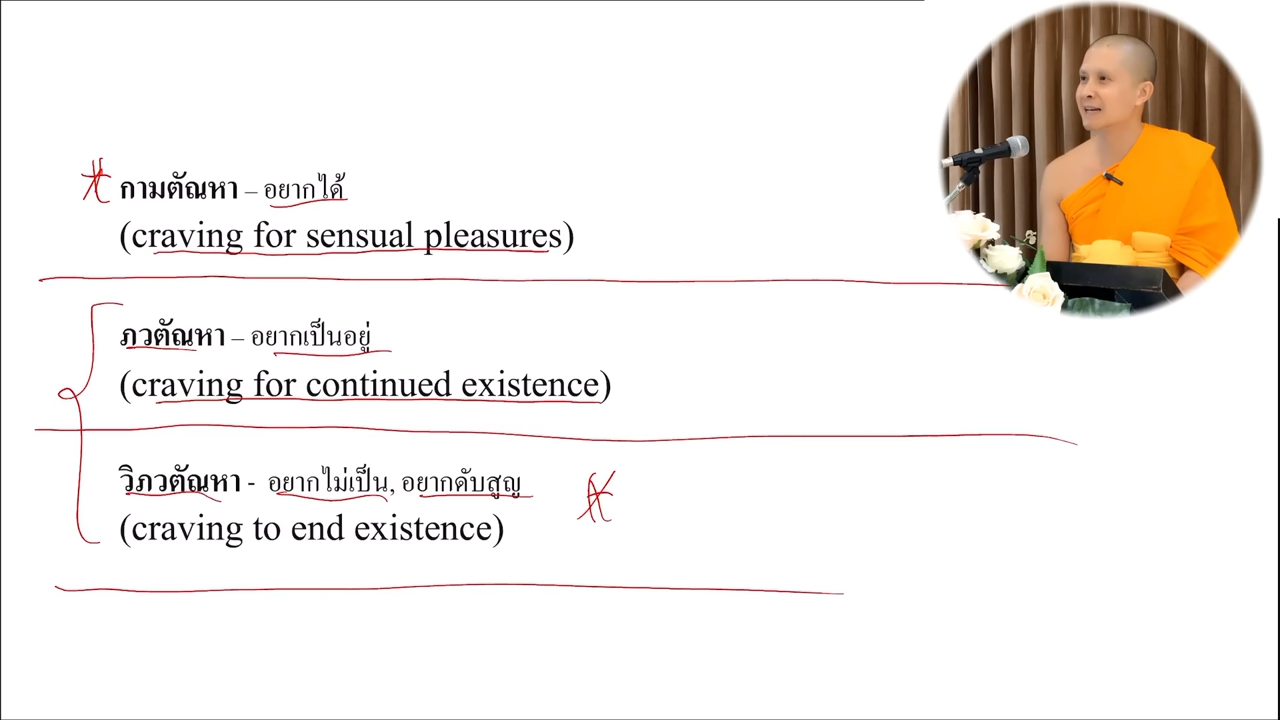 กามตัณหา – อยากได้
(craving for sensual pleasures)
ภวตัณหา – อยากเป็นอยู่
(craving for continued existence)
วิภวตัณหา - อยากไม่เป็น, อยากดับสูญ
(craving to end existence)